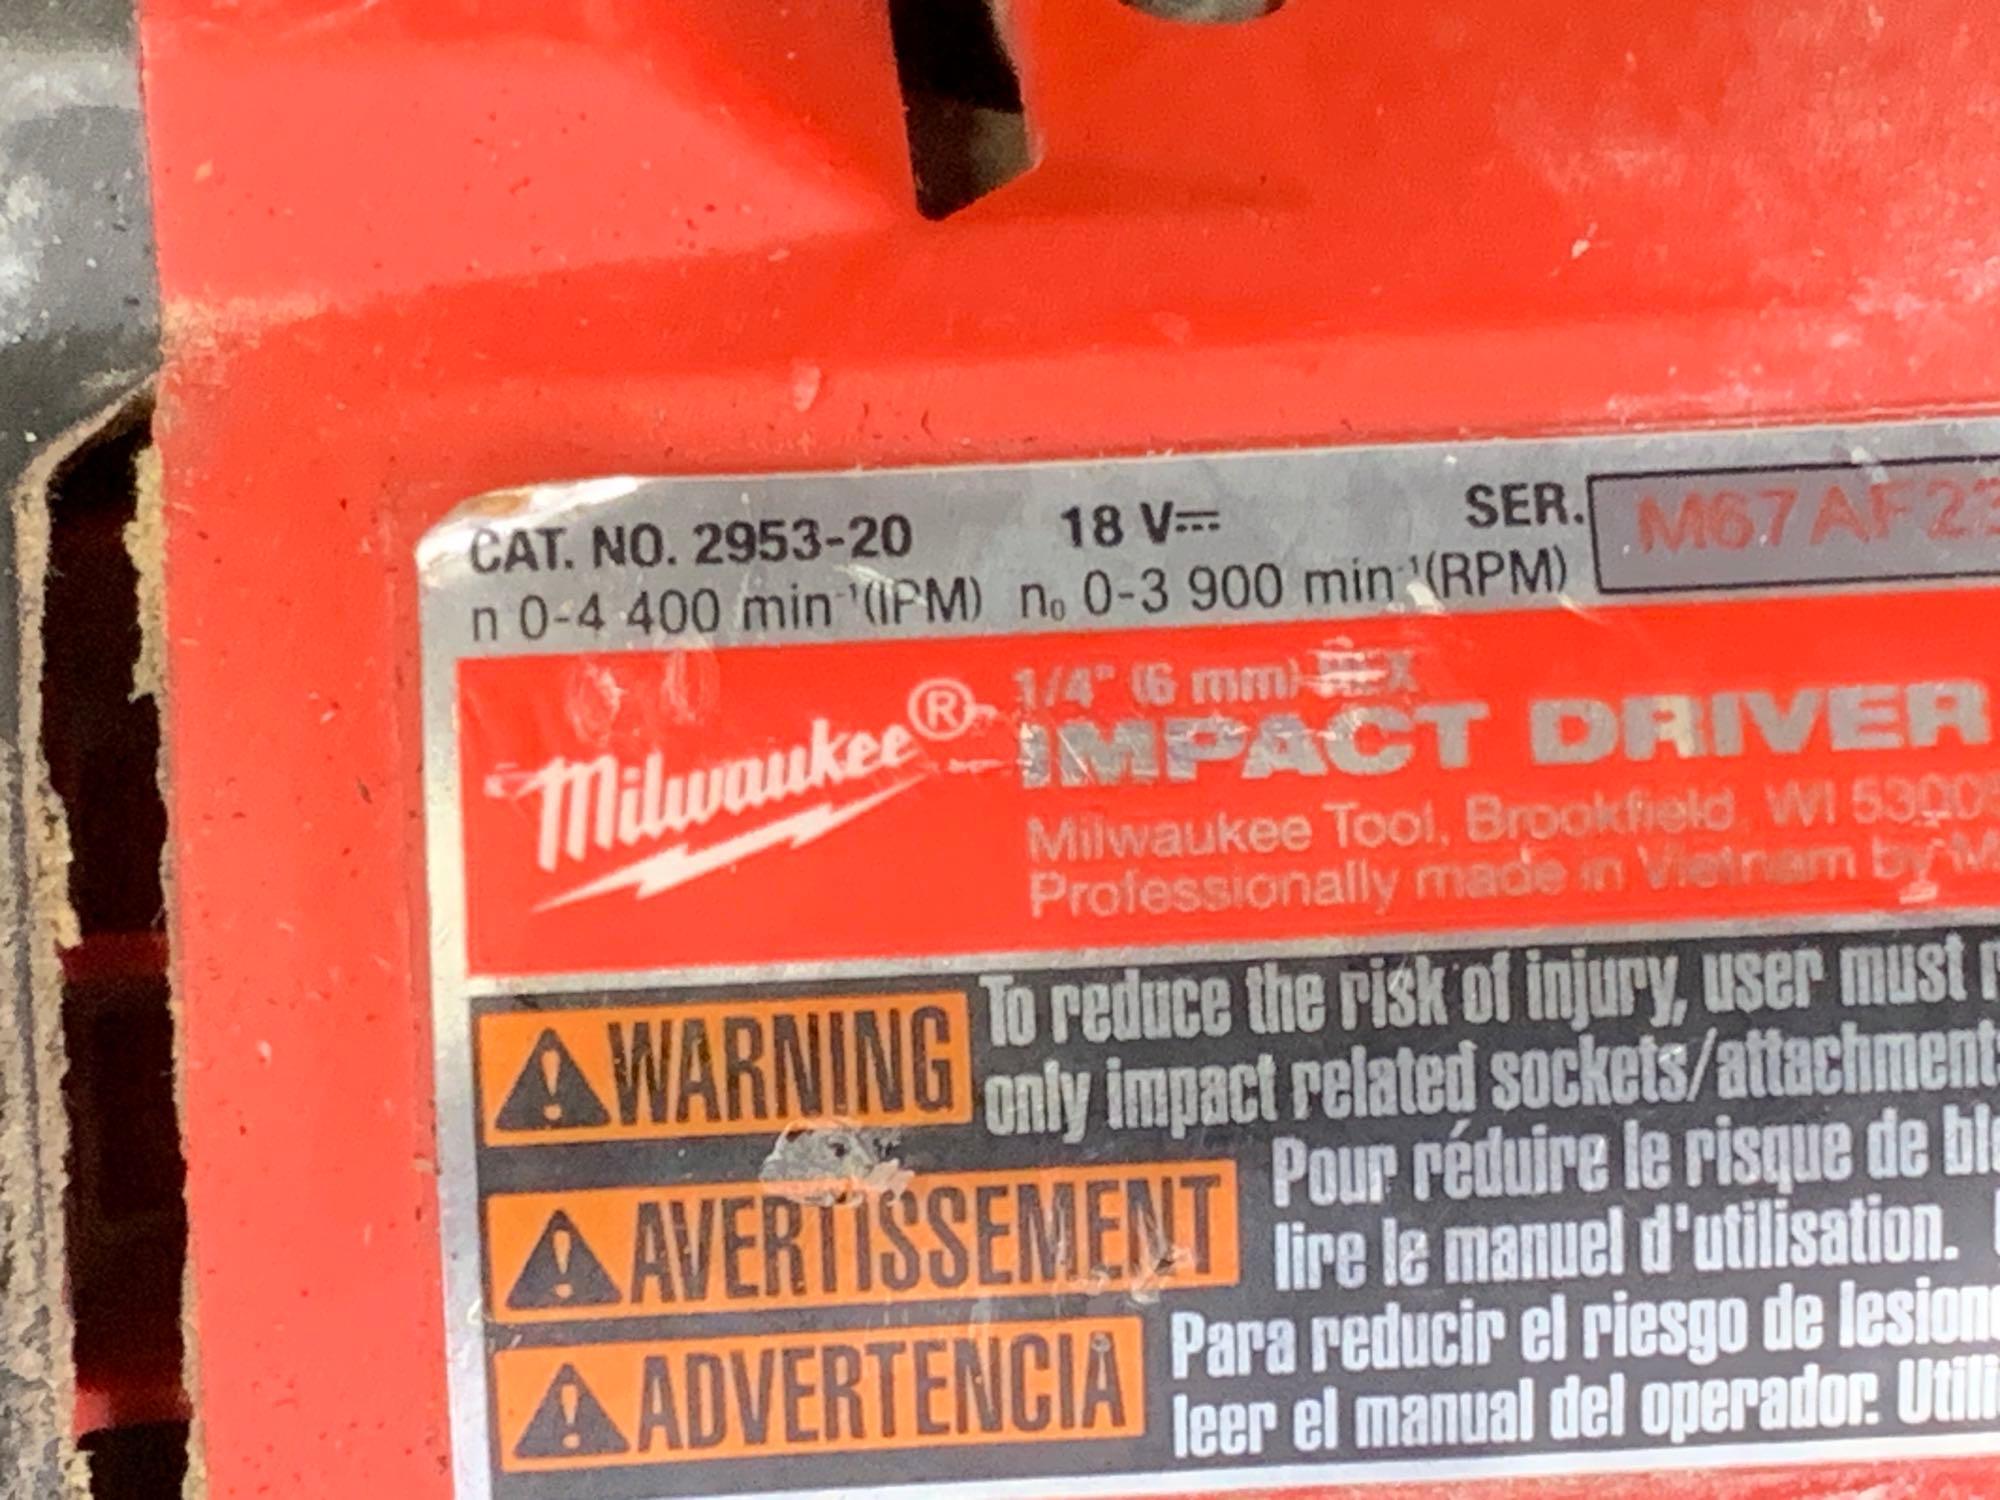 CAT. NO. 2953-20 18 V⎓ SER. M67AF23
n 0-4 400 min⁻¹(IPM) n₀ 0-3 900 min⁻¹(RPM)
Milwaukee®
1/4" (6 mm) HEX
IMPACT DRIVER
Milwaukee Tool, Brookfield, WI 53005
Professionally made in Vietnam by
WARNING To reduce the risk of injury, user must
only impact related sockets/attachment
AVERTISSEMENT Pour réduire le risque de
lire le manuel d'utilisation.
ADVERTENCIA Para reducir el riesgo de lesion
leer el manual del operador.